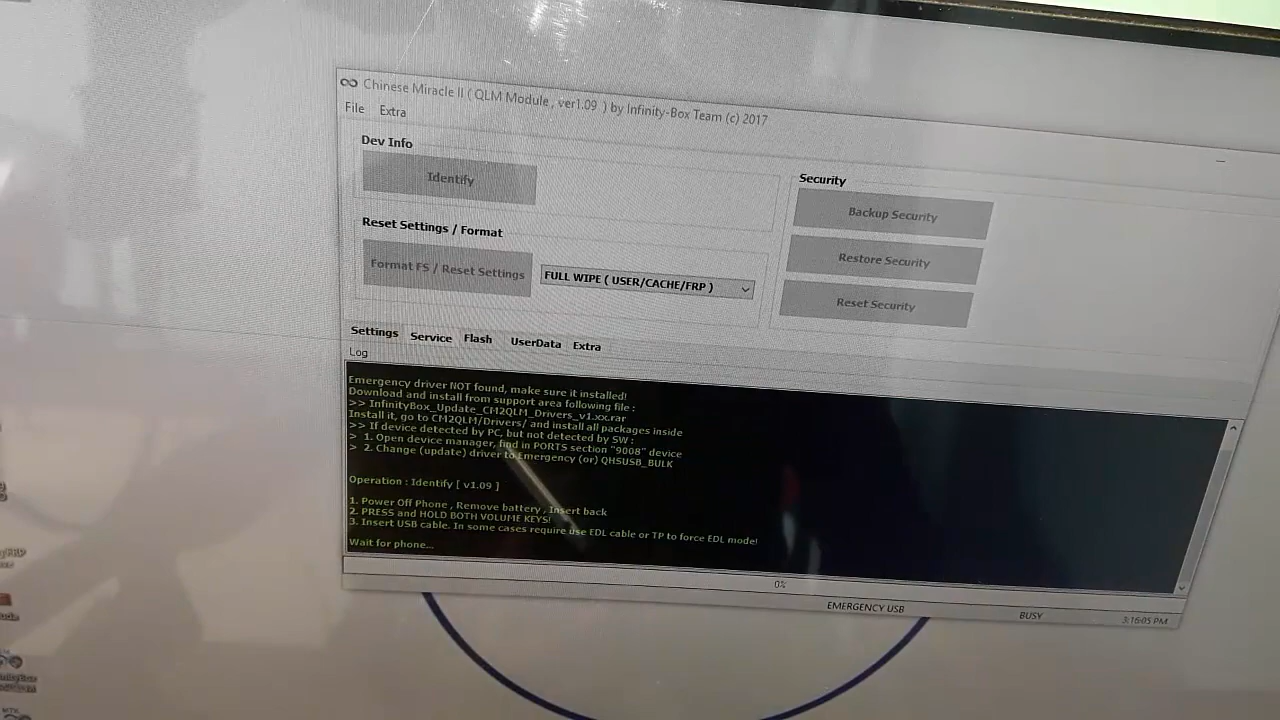 Chinese Miracle II ( QLM Module , ver1.09 ) by Infinity-Box Team (c) 2017
File Extra
Dev Info
Identify
Security
Backup Security
Reset Settings / Format
Format FS / Reset Settings
FULL WIPE ( USER/CACHE/FRP )
Restore Security
Reset Security
Settings Service Flash UserData Extra
Log
Emergency driver NOT found, make sure it installed!
Download and install from support area following file :
>> InfinityBox_Update_CM2QLM_Drivers_v1.xx.rar
Install it, go to CM2QLM/Drivers/ and install all packages inside
>> If device detected by PC, but not detected by SW :
> 1. Open device manager, find in PORTS section "9008" device
> 2. Change (update) driver to Emergency (or) QHSUSB_BULK
Operation : Identify [ v1.09 ]
1. Power Off Phone , Remove battery , Insert back
2. PRESS and HOLD BOTH VOLUME KEYS!
3. Insert USB cable. In some cases require use EDL cable or TP to force EDL mode!
Wait for phone...
0%
EMERGENCY USB
BUSY
3:16:05 PM